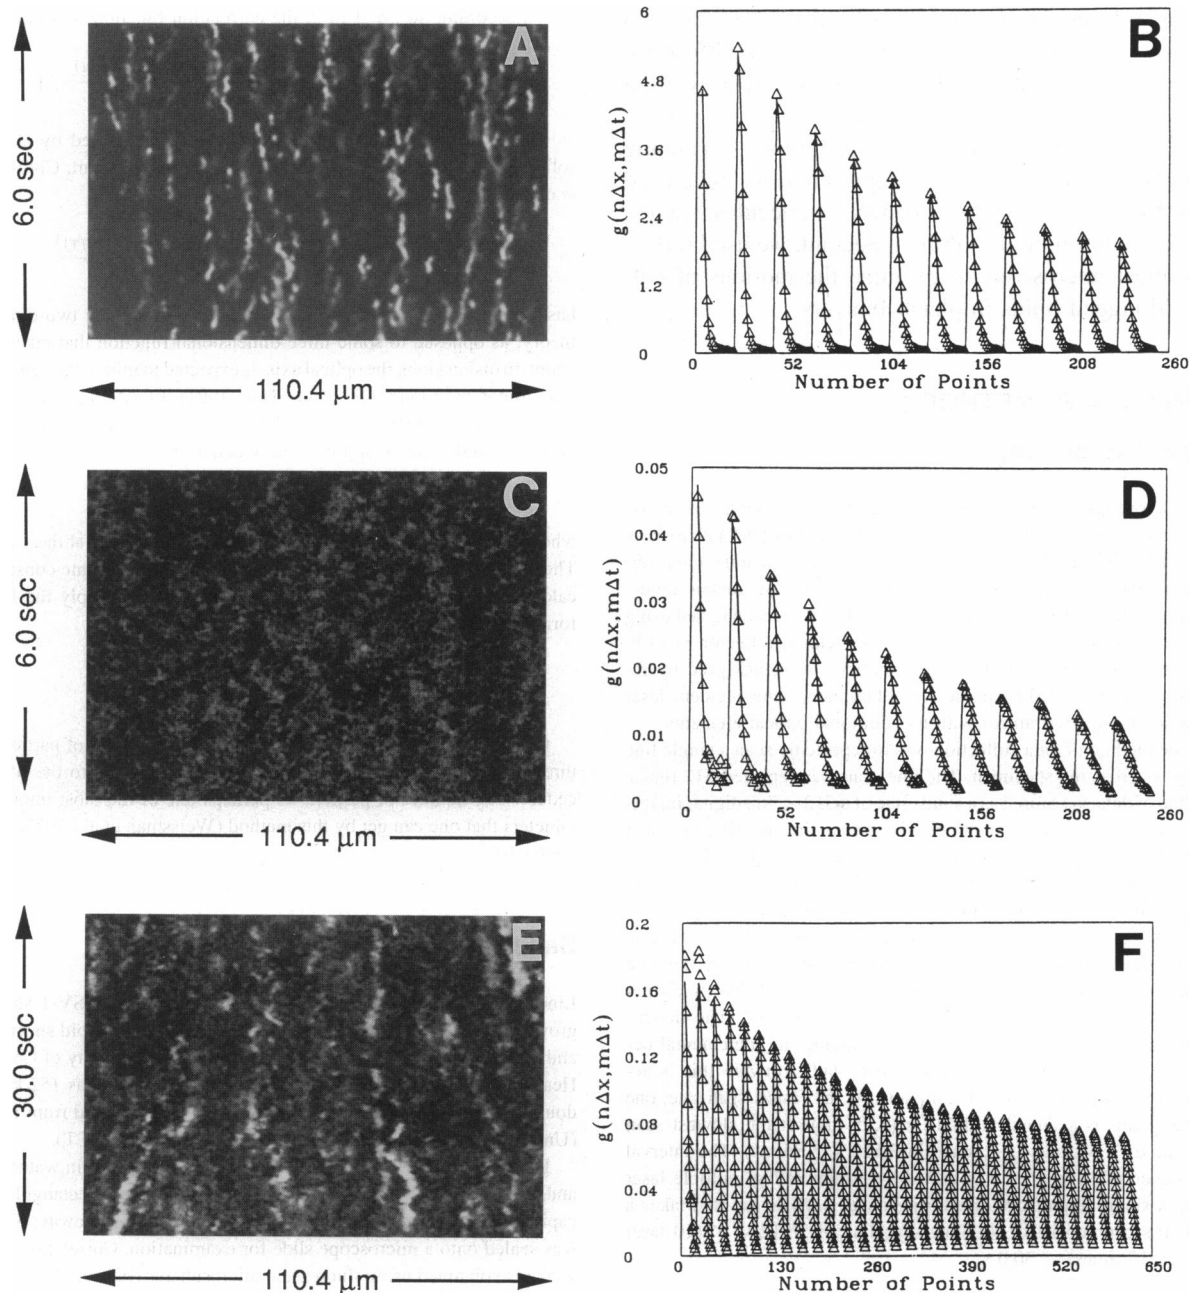 A
6.0 sec
110.4 μm
B
g(nΔx,mΔt)
6
4.8
3.6
2.4
1.2
0
0 52 104 156 208 260
Number of Points
C
6.0 sec
110.4 μm
D
g(nΔx,mΔt)
0.05
0.04
0.03
0.02
0.01
0
0 52 104 156 208 260
Number of Points
E
30.0 sec
110.4 μm
F
g(nΔx,mΔt)
0.2
0.16
0.12
0.08
0.04
0
0 130 260 390 520 650
Number of Points